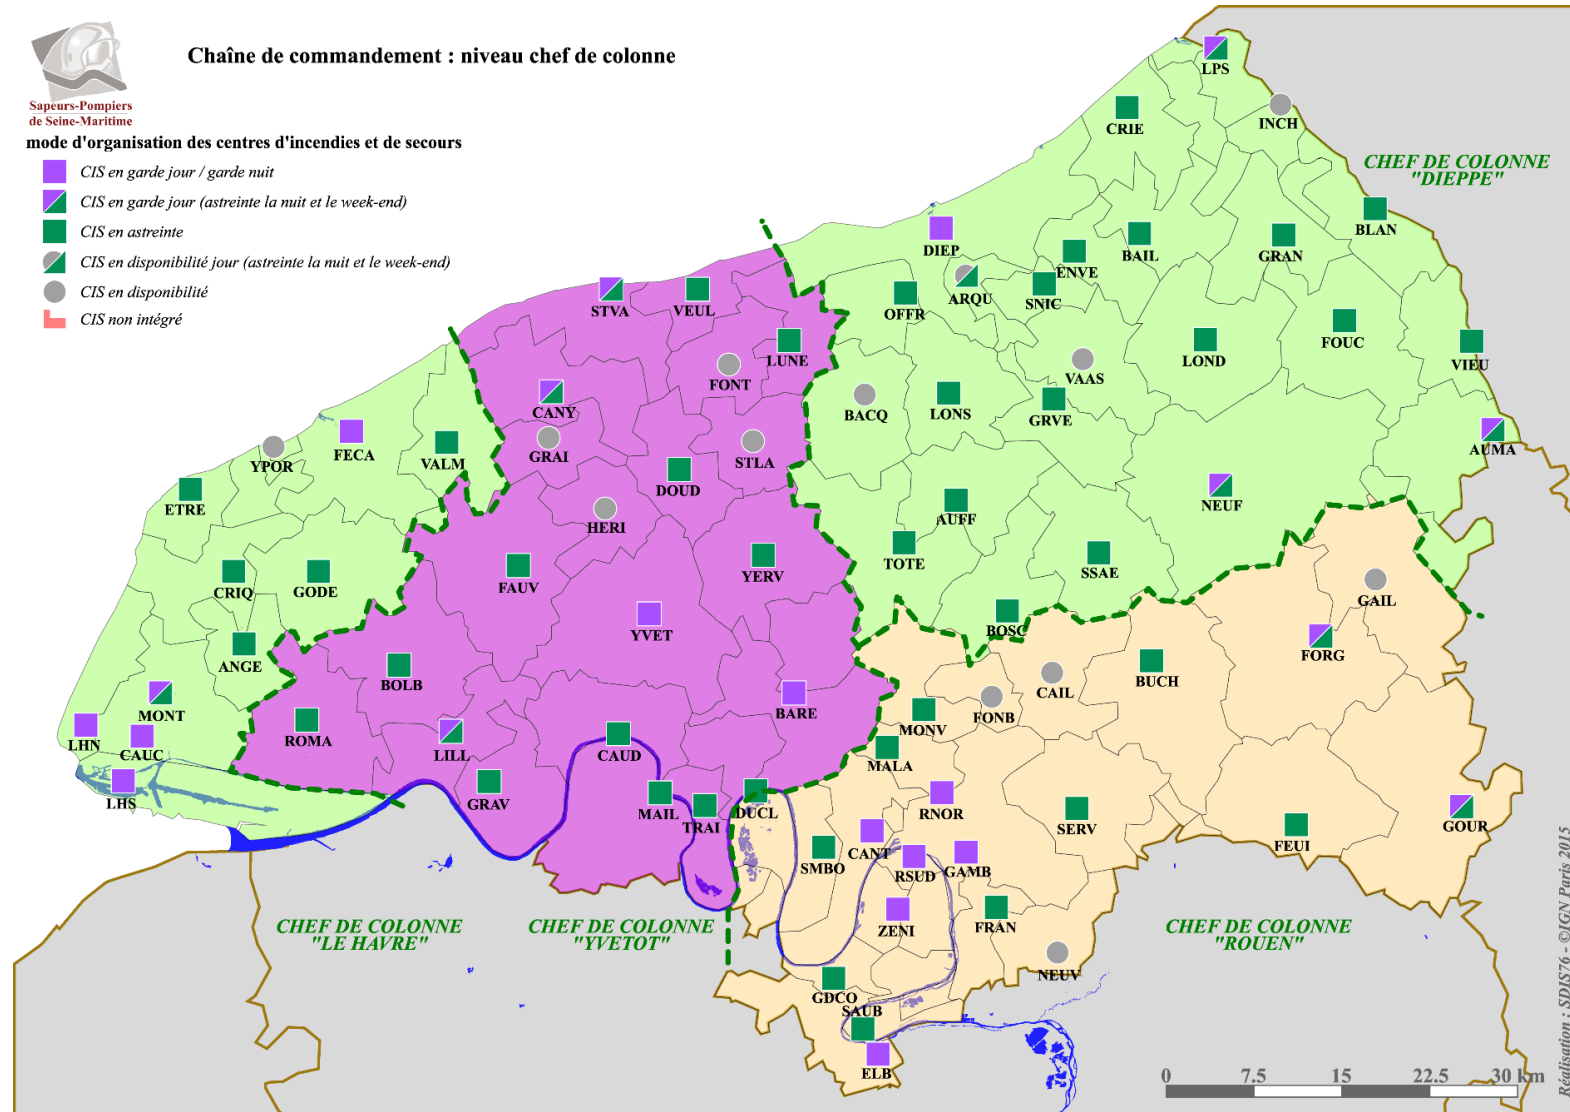 Chaîne de commandement : niveau chef de colonne
Sapeurs-Pompiers
de Seine-Maritime
mode d'organisation des centres d'incendies et de secours
CIS en garde jour / garde nuit
CIS en garde jour (astreinte la nuit et le week-end)
CIS en astreinte
CIS en disponibilité jour (astreinte la nuit et le week-end)
CIS en disponibilité
CIS non intégré
LPS
INCH
CRIE
CHEF DE COLONNE
"DIEPPE"
BLAN
DIEP
BAIL
GRAN
ENVE
ARQU
SNIC
OFFR
STVA
VEUL
LUNE
LOND
FOUC
VIEU
FONT
VAAS
CANY
BACQ
LONS
GRVE
AUMA
FECA
YPOR
VALM
GRAI
STLA
DOUD
ETRE
NEUF
HERI
AUFF
TOTE
SSAE
YERV
FAUV
CRIQ
GODE
GAIL
YVET
BOSC
FORG
ANGE
BOLB
BUCH
CAIL
FONB
MONT
BARE
MONV
ROMA
LHN
CAUC
LILL
CAUD
MALA
LHS
GRAV
MAIL
TRAI
DUCL
RNOR
SERV
GOUR
CANT
SMBO
RSUD
GAMB
FEUI
ZENI
FRAN
CHEF DE COLONNE
"LE HAVRE"
CHEF DE COLONNE
"YVETOT"
CHEF DE COLONNE
"ROUEN"
NEUV
GDCO
SAUB
ELB
0 7.5 15 22.5 30 km
Réalisation : SDIS76 - ©IGN Paris 2015